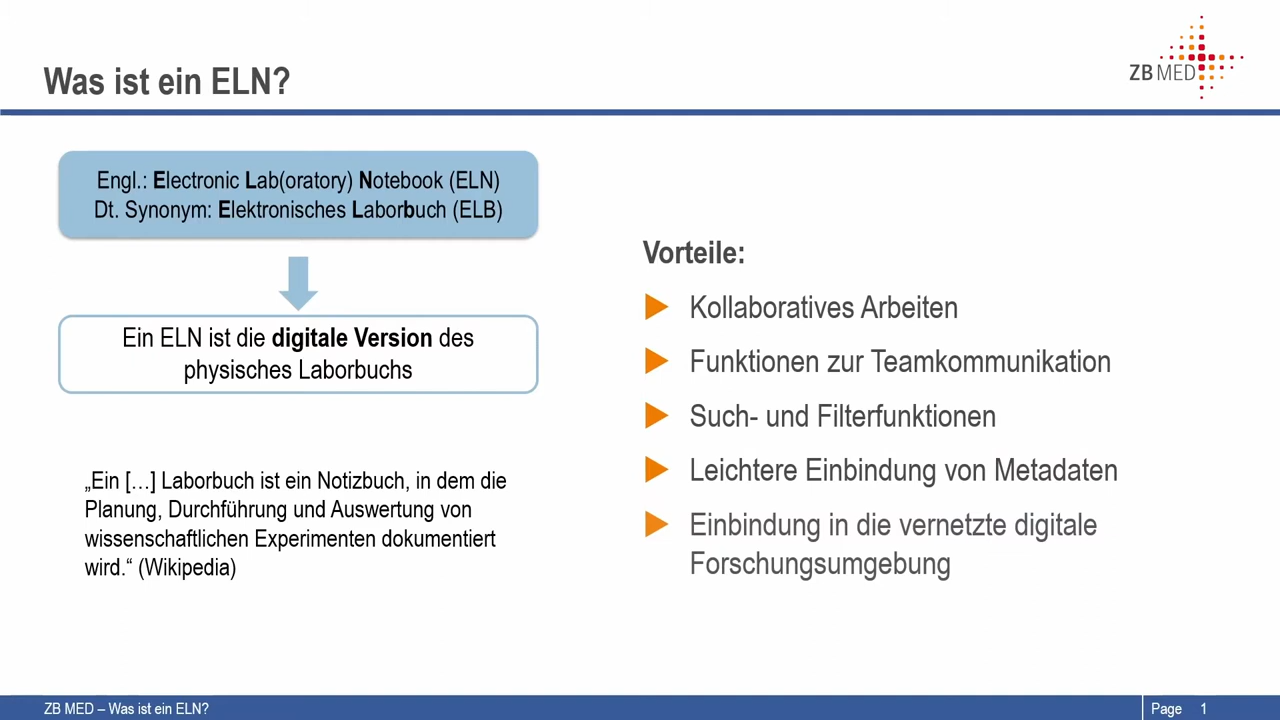 Was ist ein ELN?
ZB MED
Engl.: Electronic Lab(oratory) Notebook (ELN)
Dt. Synonym: Elektronisches Laborbuch (ELB)
Ein ELN ist die digitale Version des
physisches Laborbuchs
„Ein […] Laborbuch ist ein Notizbuch, in dem die
Planung, Durchführung und Auswertung von
wissenschaftlichen Experimenten dokumentiert
wird.“ (Wikipedia)
Vorteile:
Kollaboratives Arbeiten
Funktionen zur Teamkommunikation
Such- und Filterfunktionen
Leichtere Einbindung von Metadaten
Einbindung in die vernetzte digitale
Forschungsumgebung
ZB MED – Was ist ein ELN?
Page 1